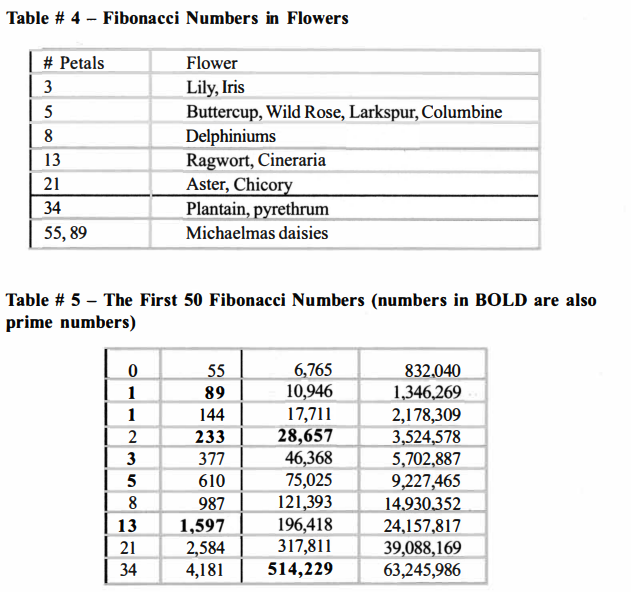 Table # 4 – Fibonacci Numbers in Flowers
# Petals Flower
3 Lily, Iris
5 Buttercup, Wild Rose, Larkspur, Columbine
8 Delphiniums
13 Ragwort, Cineraria
21 Aster, Chicory
34 Plantain, pyrethrum
55, 89 Michaelmas daisies
Table # 5 – The First 50 Fibonacci Numbers (numbers in BOLD are also
prime numbers)
0 55 6,765 832,040
1 89 10,946 1,346,269
1 144 17,711 2,178,309
2 233 28,657 3,524,578
3 377 46,368 5,702,887
5 610 75,025 9,227,465
8 987 121,393 14,930,352
13 1,597 196,418 24,157,817
21 2,584 317,811 39,088,169
34 4,181 514,229 63,245,986